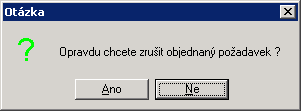 Otázka
Opravdu chcete zrušit objednaný požadavek ?
Ano
Ne